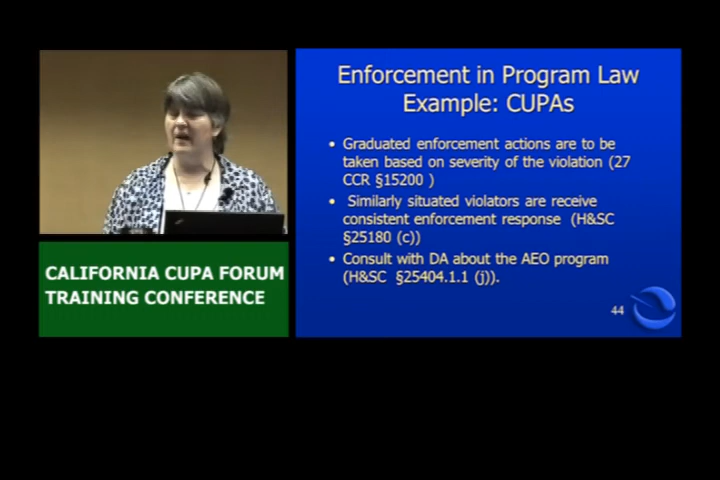 Enforcement in Program Law
Example: CUPAs
• Graduated enforcement actions are to be
taken based on severity of the violation (27
CCR §15200 )
• Similarly situated violators are receive
consistent enforcement response (H&SC
§25180 (c))
• Consult with DA about the AEO program
(H&SC §25404.1.1 (j)).
44
CALIFORNIA CUPA FORUM
TRAINING CONFERENCE